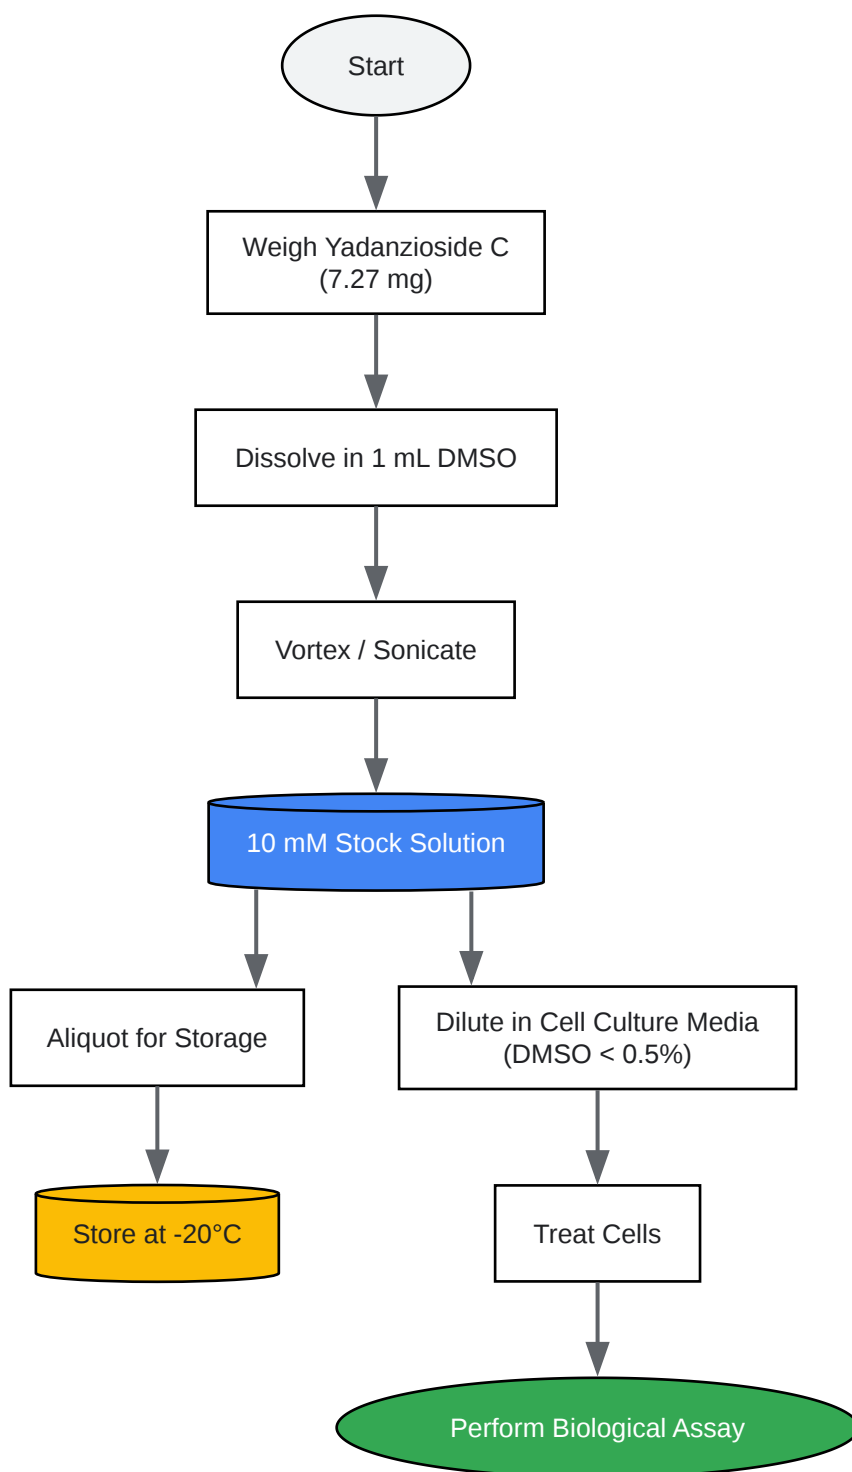 Start
Weigh Yadanzioside C
(7.27 mg)
Dissolve in 1 mL DMSO
Vortex / Sonicate
10 mM Stock Solution
Aliquot for Storage
Dilute in Cell Culture Media
(DMSO < 0.5%)
Store at -20°C
Treat Cells
Perform Biological Assay